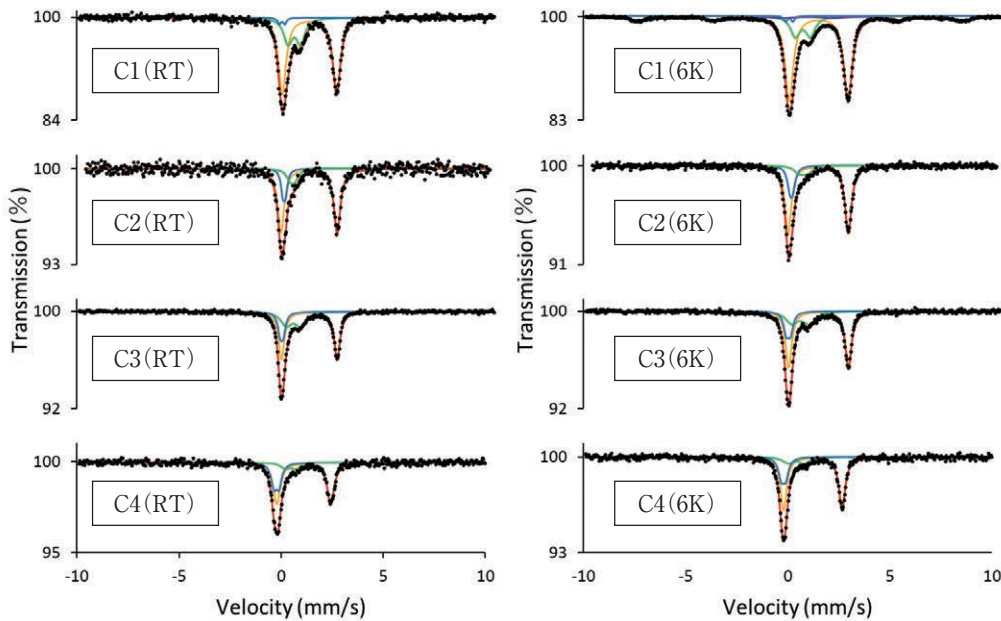 100
C1(RT)
84
100
C2(RT)
93
100
C3(RT)
92
100
C4(RT)
95
-10
-5
0
5
10
Transmission (%)
Velocity (mm/s)
100
C1(6K)
83
100
C2(6K)
91
100
C3(6K)
92
100
C4(6K)
93
-10
-5
0
5
10
Transmission (%)
Velocity (mm/s)